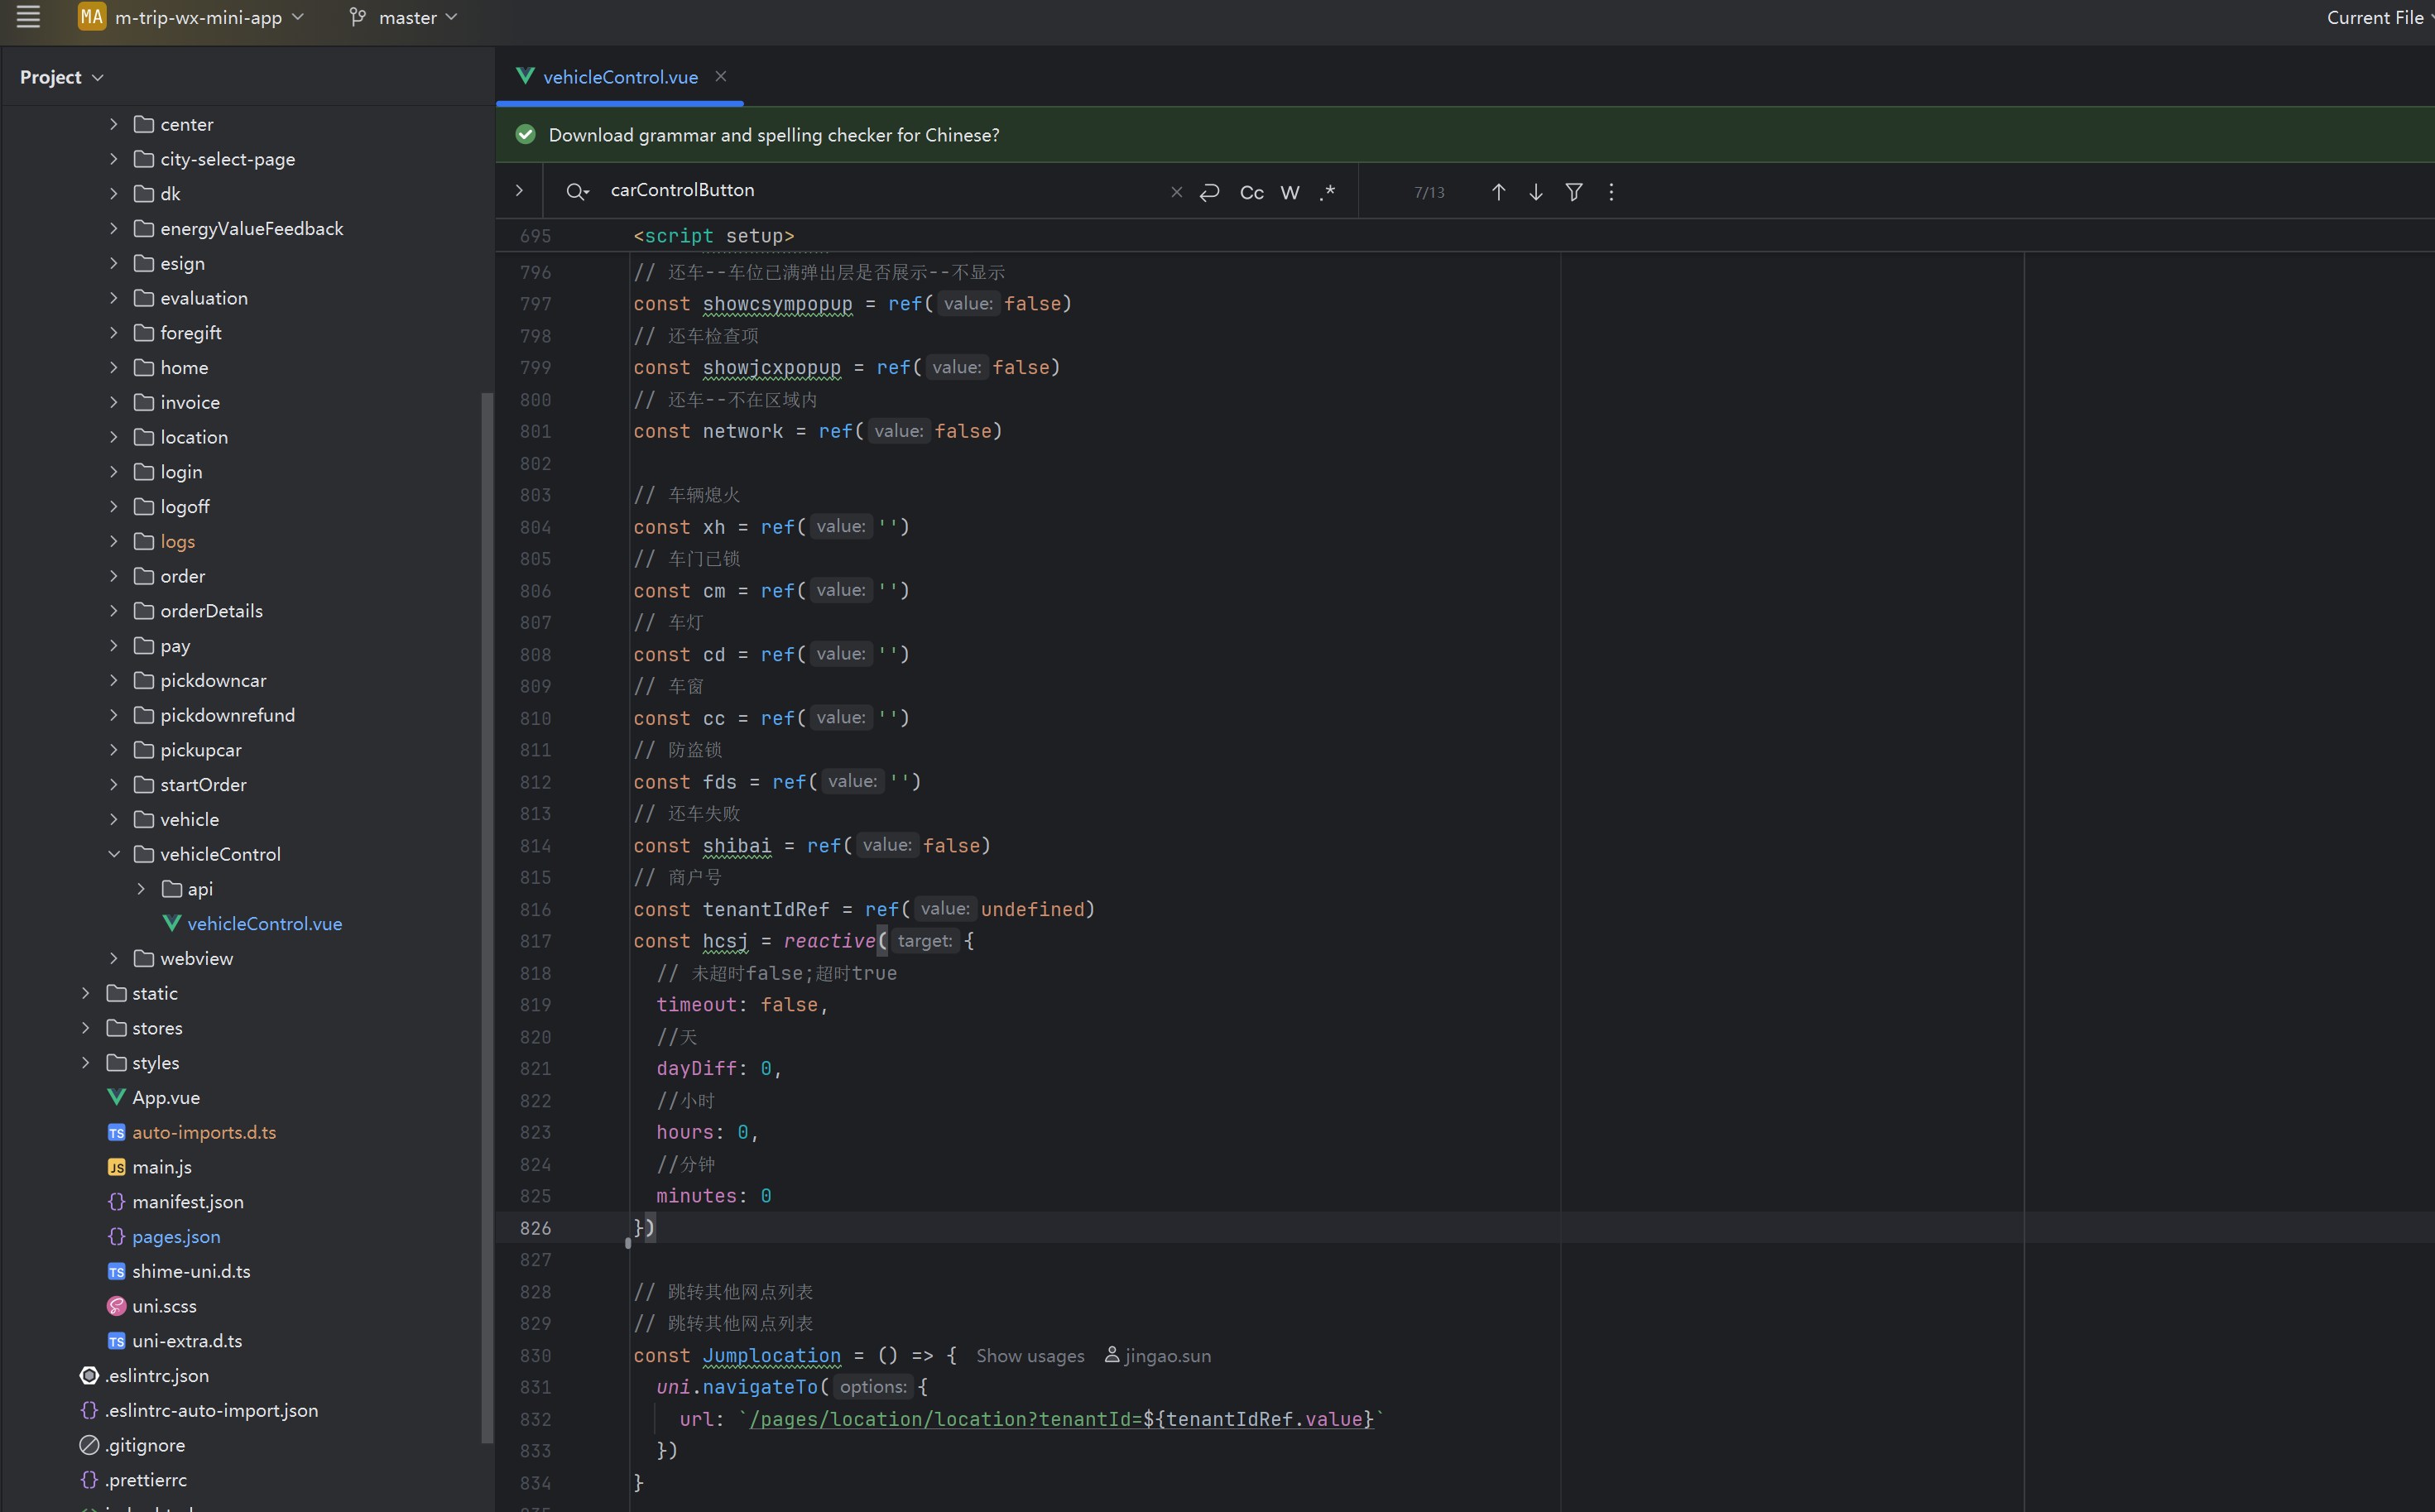 MA m-trip-wx-mini-app master Current File
Project
center
city-select-page
dk
energyValueFeedback
esign
evaluation
foregift
home
invoice
location
login
logoff
logs
order
orderDetails
pay
pickdowncar
pickdownrefund
pickupcar
startOrder
vehicle
vehicleControl
api
vehicleControl.vue
webview
static
stores
styles
App.vue
TS auto-imports.d.ts
JS main.js
{} manifest.json
{} pages.json
TS shime-uni.d.ts
uni.scss
TS uni-extra.d.ts
.eslintrc.json
{} .eslintrc-auto-import.json
.gitignore
{} .prettierrc
vehicleControl.vue
Download grammar and spelling checker for Chinese?
carControlButton Cc W .* 7/13
695 <script setup>
796 // 还车--车位已满弹出层是否展示--不显示
797 const showcsympopup = ref( value: false)
798 // 还车检查项
799 const showjcxpopup = ref( value: false)
800 // 还车--不在区域内
801 const network = ref( value: false)
802
803 // 车辆熄火
804 const xh = ref( value: '')
805 // 车门已锁
806 const cm = ref( value: '')
807 // 车灯
808 const cd = ref( value: '')
809 // 车窗
810 const cc = ref( value: '')
811 // 防盗锁
812 const fds = ref( value: '')
813 // 还车失败
814 const shibai = ref( value: false)
815 // 商户号
816 const tenantIdRef = ref( value: undefined)
817 const hcsj = reactive( target: {
818 // 未超时false;超时true
819 timeout: false,
820 //天
821 dayDiff: 0,
822 //小时
823 hours: 0,
824 //分钟
825 minutes: 0
826 })
827
828 // 跳转其他网点列表
829 // 跳转其他网点列表
830 const Jumplocation = () => { Show usages jingao.sun
831 uni.navigateTo( options: {
832 url: `/pages/location/location?tenantId=${tenantIdRef.value}`
833 })
834 }